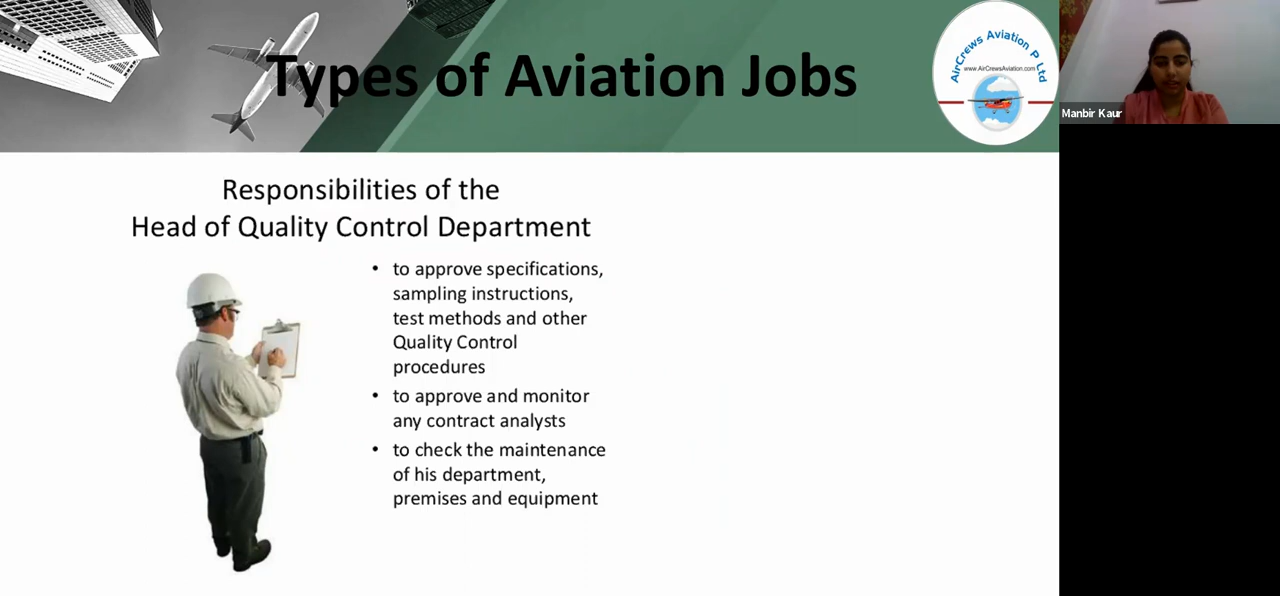 Types of Aviation Jobs
AirCrews Aviation P Ltd
www.AirCrewsAviation.com
Manbir Kaur
Responsibilities of the
Head of Quality Control Department
• to approve specifications,
sampling instructions,
test methods and other
Quality Control
procedures
• to approve and monitor
any contract analysts
• to check the maintenance
of his department,
premises and equipment